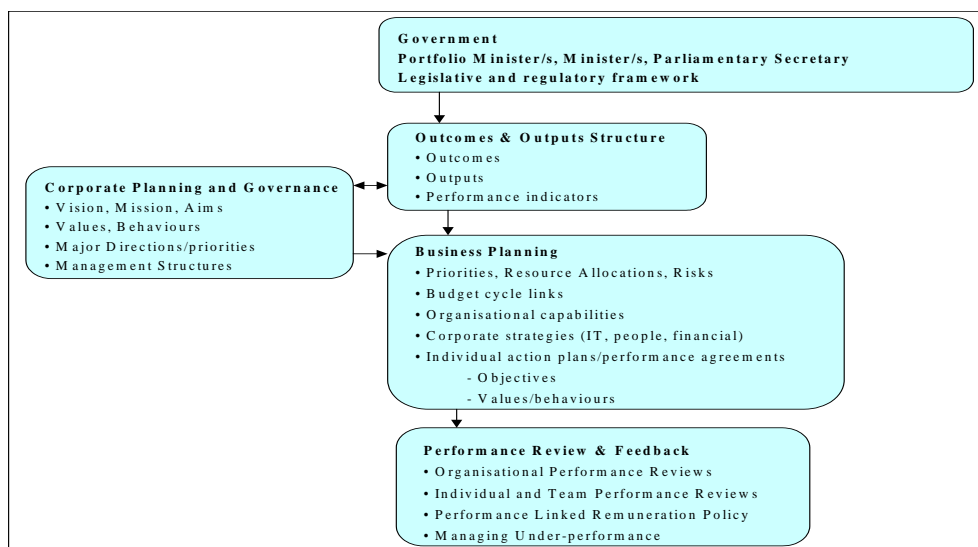 Government
Portfolio Minister/s, Minister/s, Parliamentary Secretary
Legislative and regulatory framework
Outcomes & Outputs Structure
• Outcomes
• Outputs
• Performance indicators
Corporate Planning and Governance
• Vision, Mission, Aims
• Values, Behaviours
• Major Directions/priorities
• Management Structures
Business Planning
• Priorities, Resource Allocations, Risks
• Budget cycle links
• Organisational capabilities
• Corporate strategies (IT, people, financial)
• Individual action plans/performance agreements
- Objectives
- Values/behaviours
Performance Review & Feedback
• Organisational Performance Reviews
• Individual and Team Performance Reviews
• Performance Linked Remuneration Policy
• Managing Under-performance